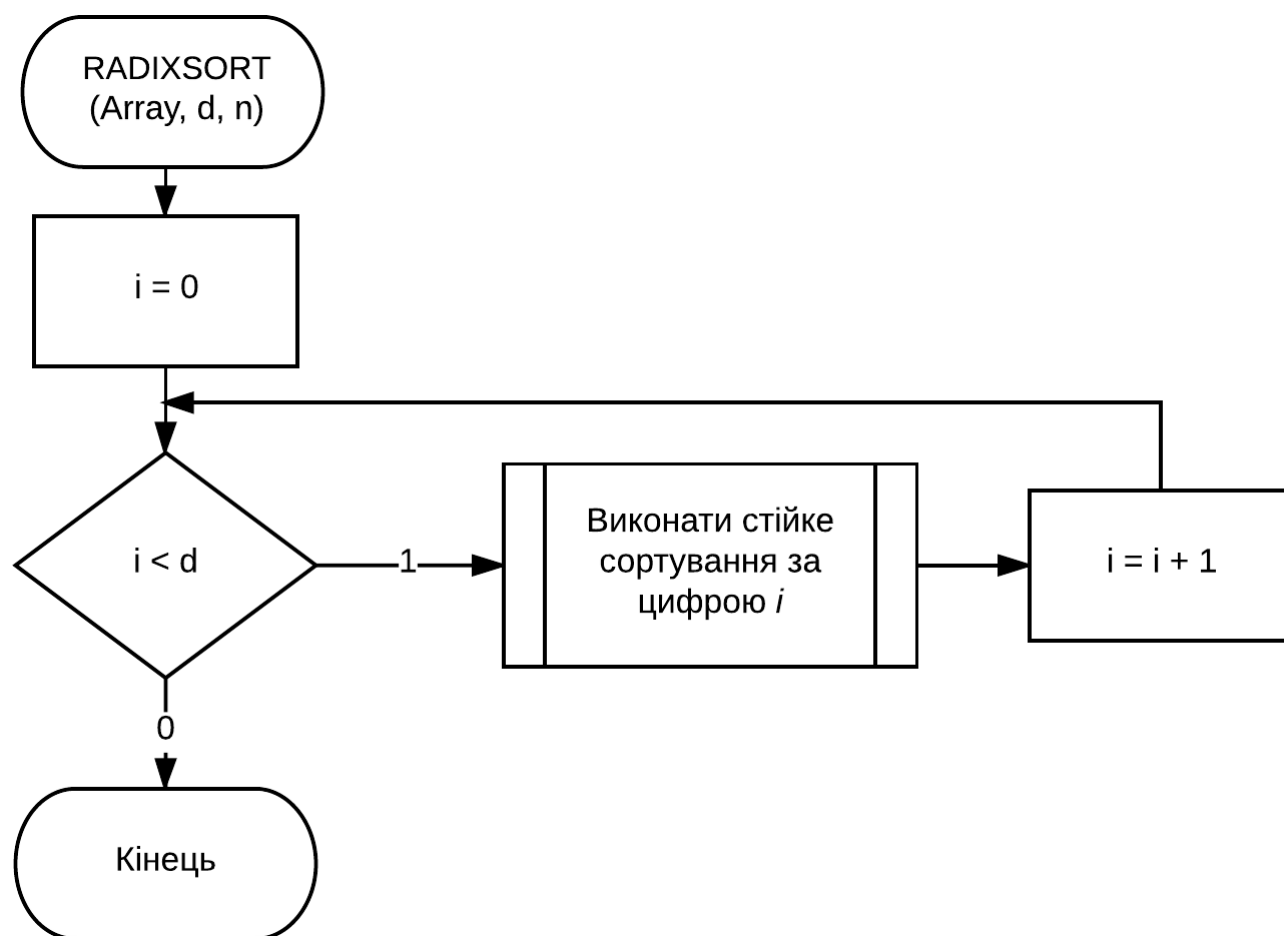 RADIXSORT
(Array, d, n)
i = 0
i < d
1
Виконати стійке
сортування за
цифрою i
i = i + 1
0
Кінець